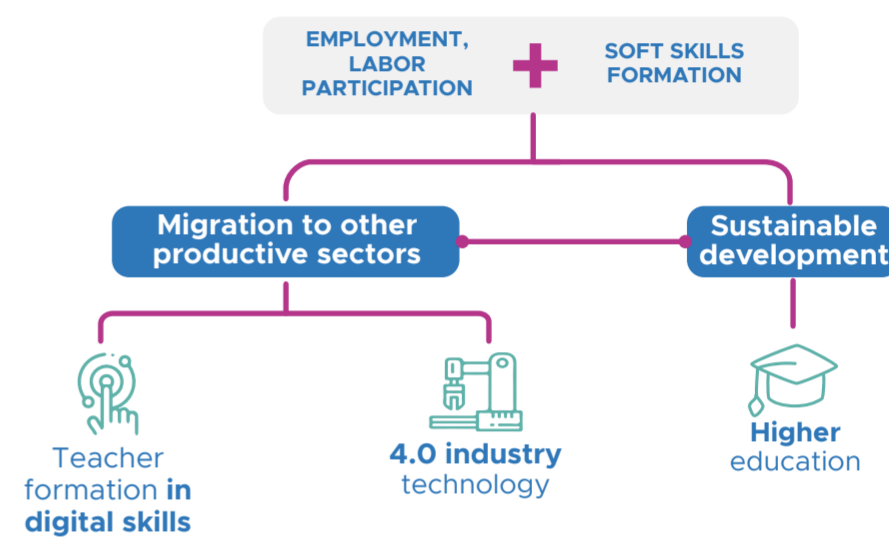 EMPLOYMENT,
LABOR
PARTICIPATION
SOFT SKILLS
FORMATION
Migration to other
productive sectors
Sustainable
development
Teacher
formation in
digital skills
4.0 industry
technology
Higher
education